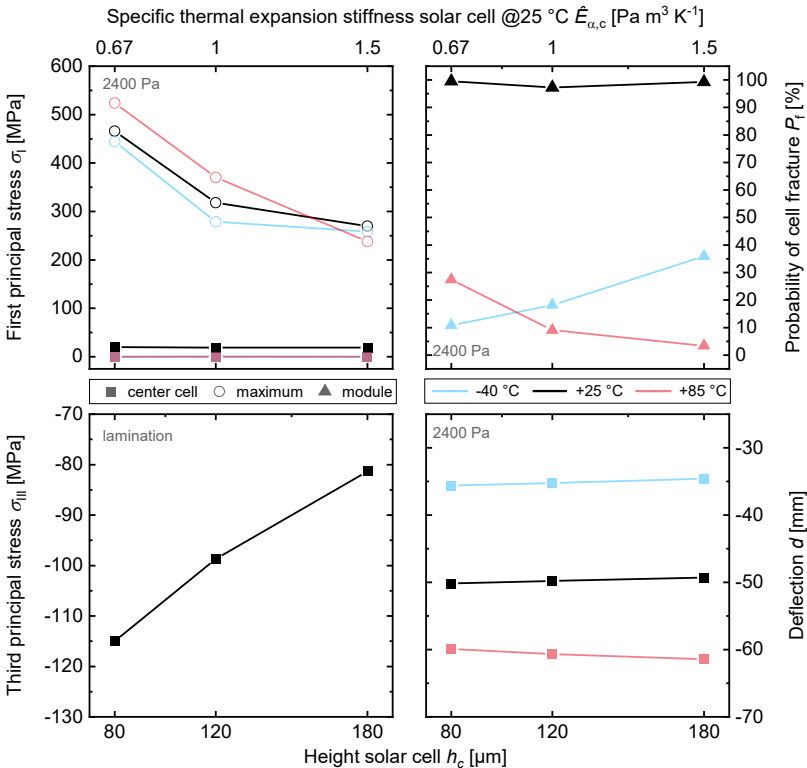 Specific thermal expansion stiffness solar cell @25 °C Ê_α,c [Pa m³ K⁻¹]
0.67 1 1.5 0.67 1 1.5
First principal stress σ_I [MPa]
600
500
400
300
200
100
0
2400 Pa
Probability of cell fracture P_f [%]
100
90
80
70
60
50
40
30
20
10
0
2400 Pa
center cell maximum module
-40 °C +25 °C +85 °C
Third principal stress σ_III [MPa]
-70
-80
-90
-100
-110
-120
-130
lamination
Deflection d [mm]
-30
-40
-50
-60
-70
2400 Pa
80 120 180 80 120 180
Height solar cell h_c [µm]